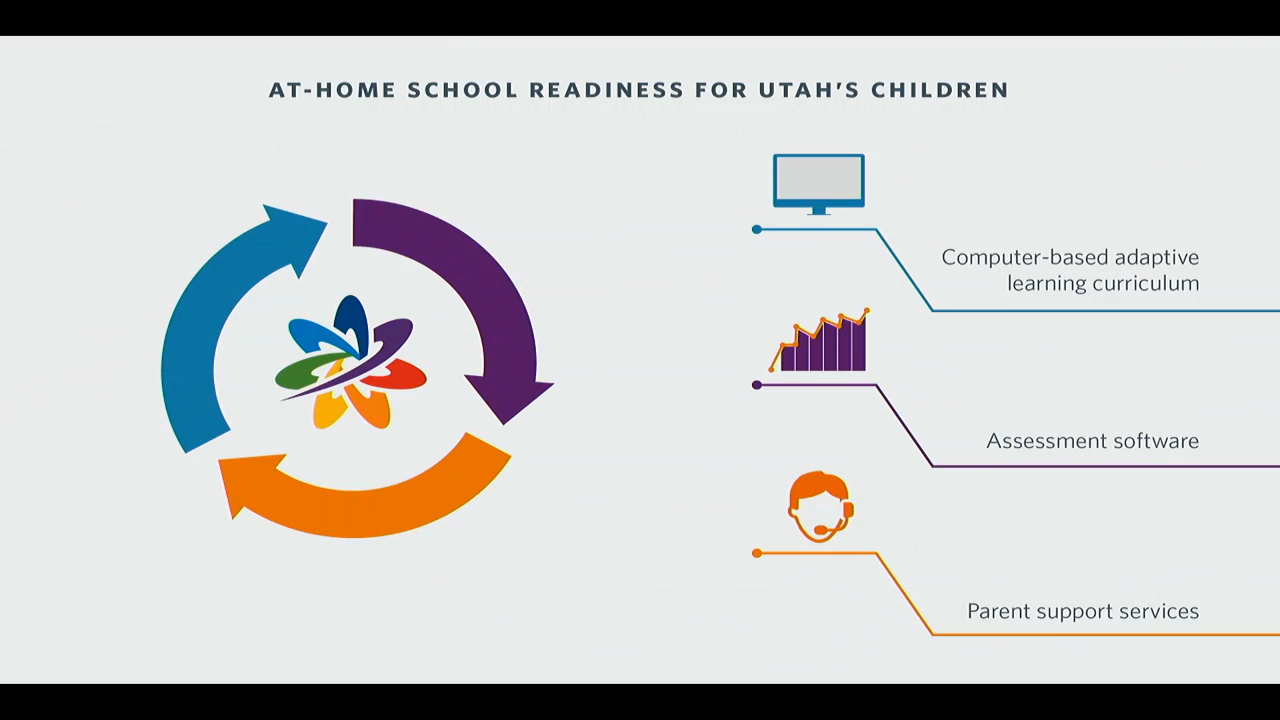 AT-HOME SCHOOL READINESS FOR UTAH'S CHILDREN
Computer-based adaptive
learning curriculum
Assessment software
Parent support services